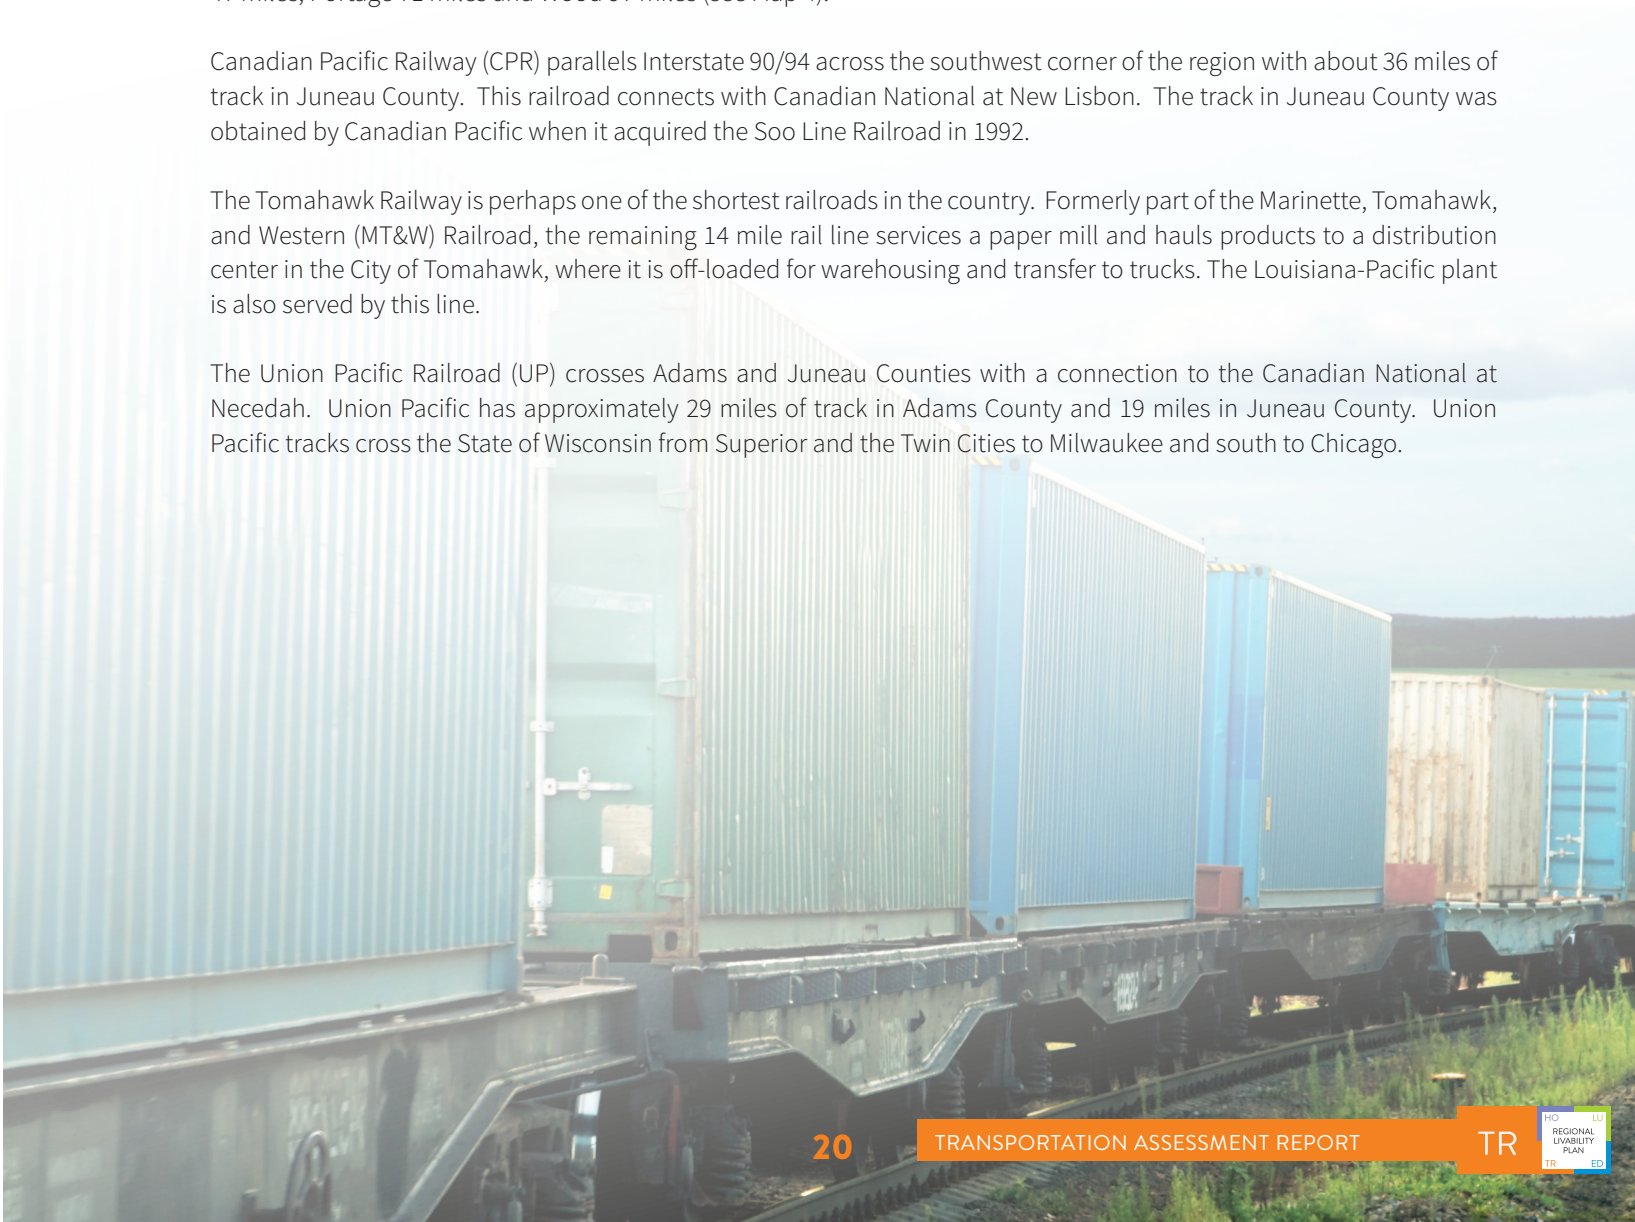 Canadian Pacific Railway (CPR) parallels Interstate 90/94 across the southwest corner of the region with about 36 miles of
track in Juneau County.  This railroad connects with Canadian National at New Lisbon.  The track in Juneau County was
obtained by Canadian Pacific when it acquired the Soo Line Railroad in 1992.
The Tomahawk Railway is perhaps one of the shortest railroads in the country.  Formerly part of the Marinette, Tomahawk,
and Western (MT&W) Railroad, the remaining 14 mile rail line services a paper mill and hauls products to a distribution
center in the City of Tomahawk, where it is off-loaded for warehousing and transfer to trucks. The Louisiana-Pacific plant
is also served by this line.
The Union Pacific Railroad (UP) crosses Adams and Juneau Counties with a connection to the Canadian National at
Necedah.  Union Pacific has approximately 29 miles of track in Adams County and 19 miles in Juneau County.  Union
Pacific tracks cross the State of Wisconsin from Superior and the Twin Cities to Milwaukee and south to Chicago.
20
TRANSPORTATION ASSESSMENT REPORT
TR
HO LU
REGIONAL
LIVABILITY
PLAN
TR ED